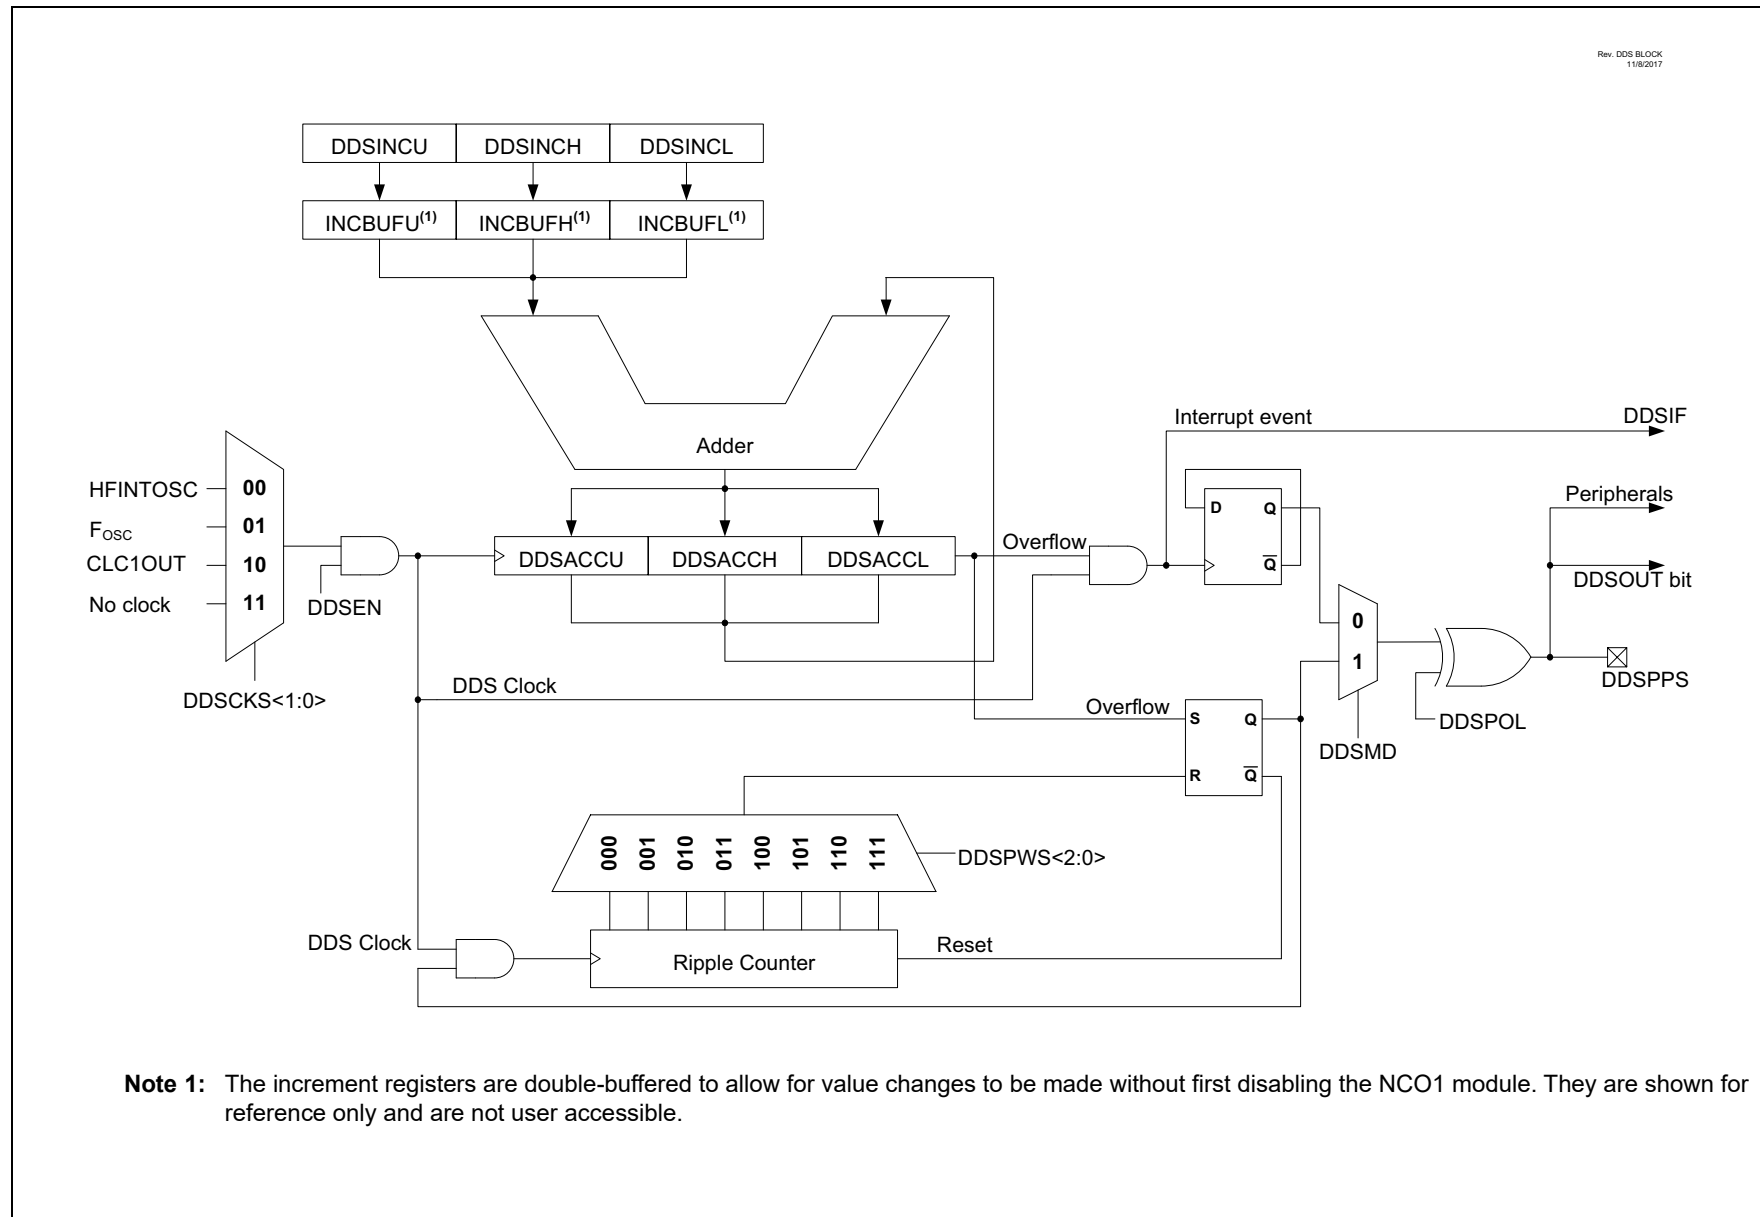 Rev. DDS BLOCK
11/8/2017
DDSINCU DDSINCH DDSINCL
INCBUFU(1) INCBUFH(1) INCBUFL(1)
Adder
Interrupt event
DDSIF
HFINTOSC 00
FOSC 01
CLC1OUT 10
No clock 11
DDSEN
DDSCKS<1:0>
DDSACCU DDSACCH DDSACCL
Overflow
D Q
Q
Peripherals
DDSOUT bit
DDSPPS
0
1
DDSMD
DDSPOL
DDS Clock
Overflow
S Q
R Q
000 001 010 011 100 101 110 111
DDSPWS<2:0>
DDS Clock
Ripple Counter
Reset
Note 1: The increment registers are double-buffered to allow for value changes to be made without first disabling the NCO1 module. They are shown for
reference only and are not user accessible.